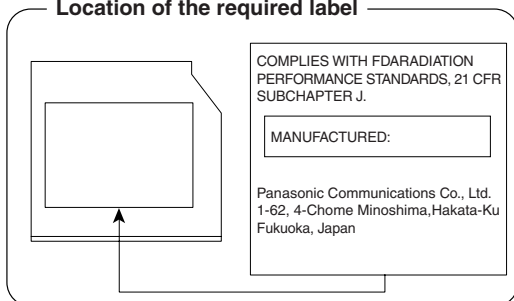 Location of the required label
COMPLIES WITH FDARADIATION
PERFORMANCE STANDARDS, 21 CFR
SUBCHAPTER J.
MANUFACTURED:
Panasonic Communications Co., Ltd.
1-62, 4-Chome Minoshima,Hakata-Ku
Fukuoka, Japan